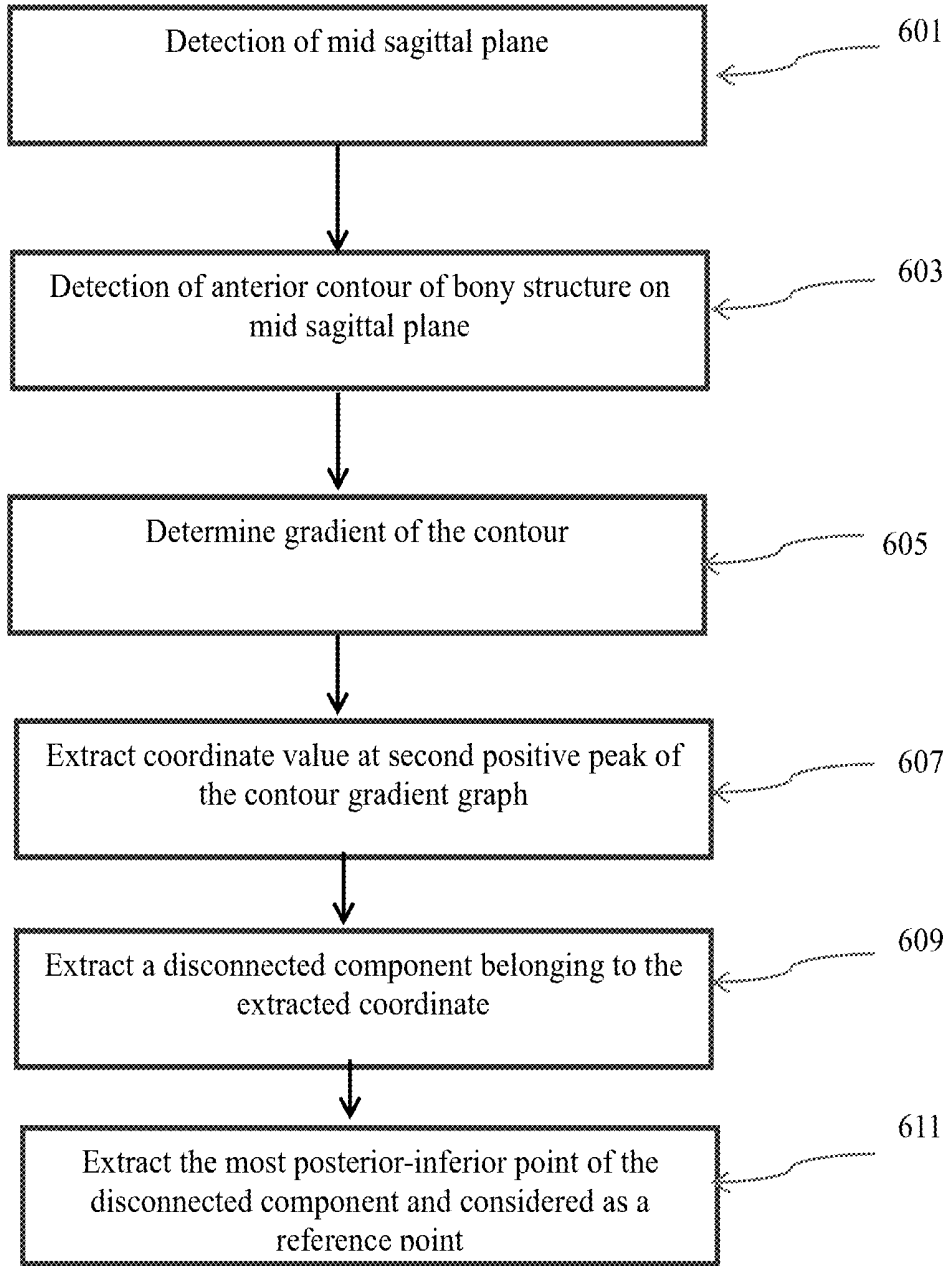 Detection of mid sagittal plane
601
Detection of anterior contour of bony structure on
mid sagittal plane
603
Determine gradient of the contour
605
Extract coordinate value at second positive peak of
the contour gradient graph
607
Extract a disconnected component belonging to the
extracted coordinate
609
Extract the most posterior-inferior point of the
disconnected component and considered as a
reference point
611